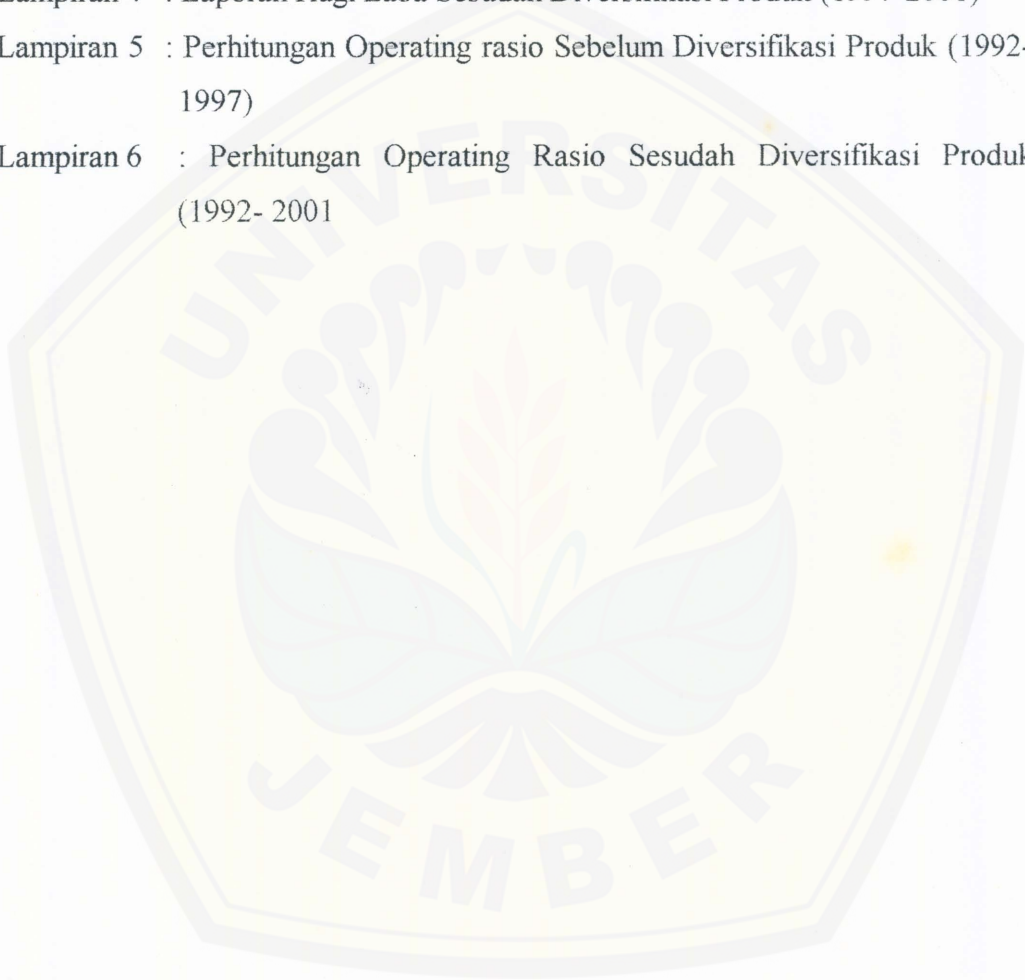 Lampiran 5 : Perhitungan Operating rasio Sebelum Diversifikasi Produk (1992-
1997)
Lampiran 6 : Perhitungan Operating Rasio Sesudah Diversifikasi Produk
(1992- 2001
UNIVERSITAS
JEMBER